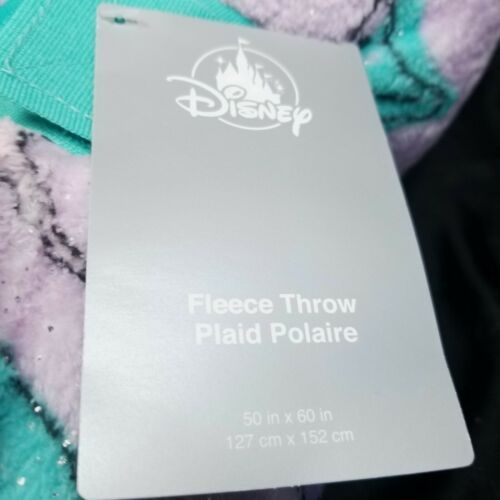 Disney
Fleece Throw
Plaid Polaire
50 in x 60 in
127 cm x 152 cm